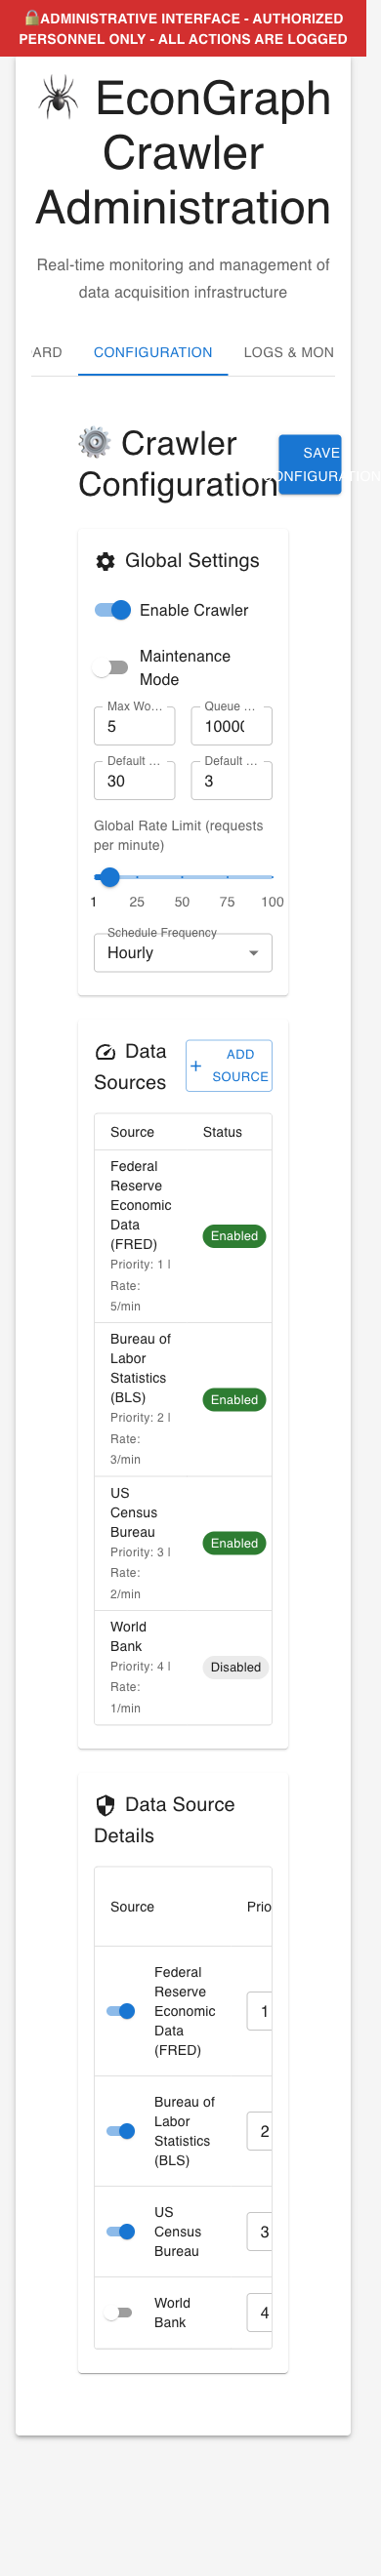 🔒ADMINISTRATIVE INTERFACE - AUTHORIZED
PERSONNEL ONLY - ALL ACTIONS ARE LOGGED
🕷️ EconGraph
Crawler
Administration
Real-time monitoring and management of
data acquisition infrastructure
ARD CONFIGURATION LOGS & MON
⚙️ Crawler
Configuration
SAVE
CONFIGURATION
Global Settings
Enable Crawler
Maintenance
Mode
Max Wo... Queue ...
5 10000
Default ... Default ...
30 3
Global Rate Limit (requests
per minute)
1 25 50 75 100
Schedule Frequency
Hourly
Data
Sources
ADD
SOURCE
Source Status
Federal
Reserve
Economic
Data
(FRED)
Priority: 1 |
Rate:
5/min
Enabled
Bureau of
Labor
Statistics
(BLS)
Priority: 2 |
Rate:
3/min
Enabled
US
Census
Bureau
Priority: 3 |
Rate:
2/min
Enabled
World
Bank
Priority: 4 |
Rate:
1/min
Disabled
Data Source
Details
Source Prio
Federal
Reserve
Economic
Data
(FRED)
1
Bureau of
Labor
Statistics
(BLS)
2
US
Census
Bureau
3
World
Bank
4